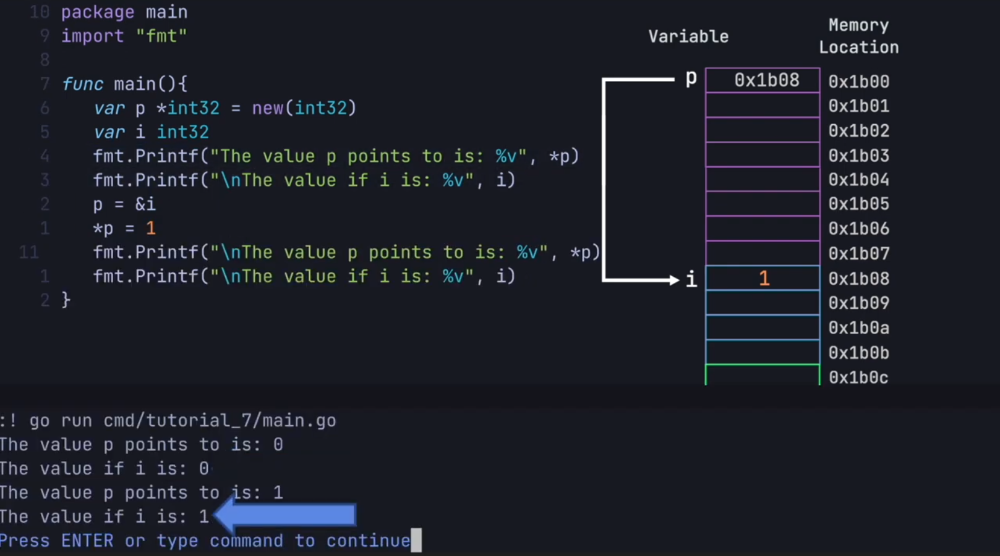 10 package main
9 import "fmt"
8
7 func main(){
6 var p *int32 = new(int32)
5 var i int32
4 fmt.Printf("The value p points to is: %v", *p)
3 fmt.Printf("\nThe value if i is: %v", i)
2 p = &i
1 *p = 1
11 fmt.Printf("\nThe value p points to is: %v", *p)
1 fmt.Printf("\nThe value if i is: %v", i)
2 }
Variable
Memory
Location
p 0x1b08 0x1b00
0x1b01
0x1b02
0x1b03
0x1b04
0x1b05
0x1b06
0x1b07
i 1 0x1b08
0x1b09
0x1b0a
0x1b0b
0x1b0c
:! go run cmd/tutorial_7/main.go
The value p points to is: 0
The value if i is: 0
The value p points to is: 1
The value if i is: 1
Press ENTER or type command to continue